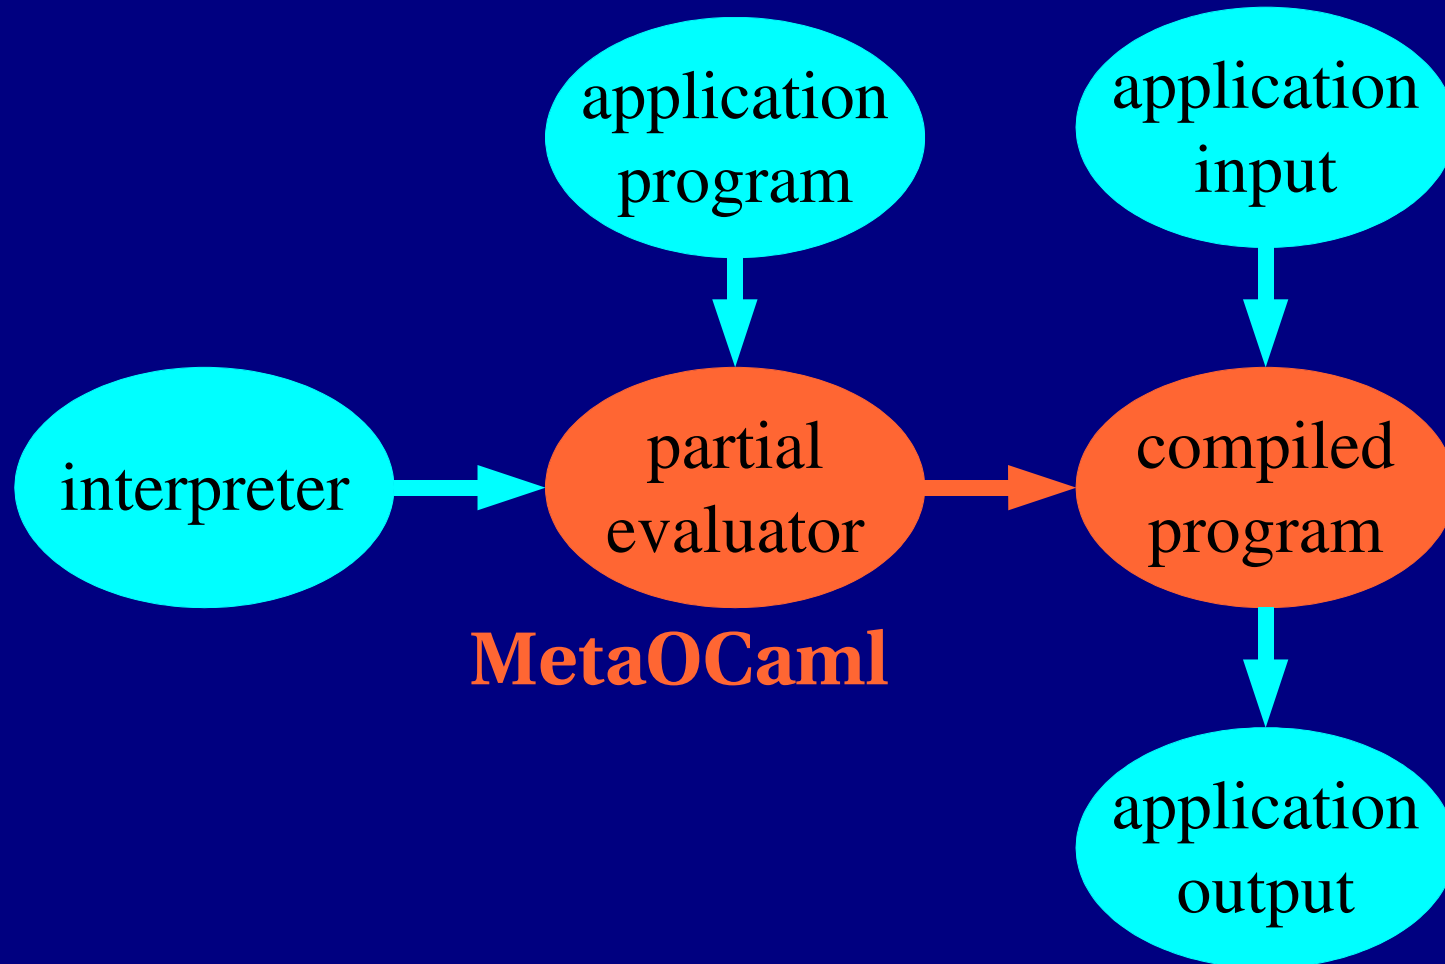 application
program
application
input
interpreter
partial
evaluator
compiled
program
MetaOCaml
application
output